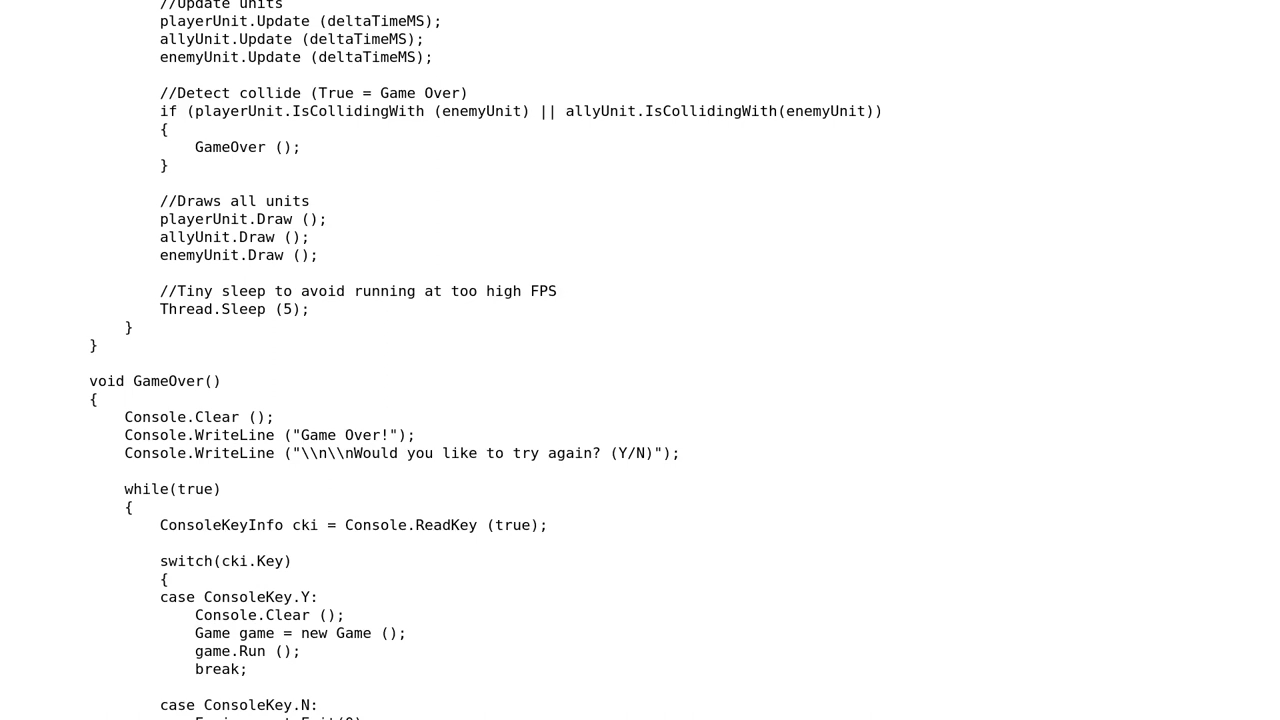 //Update units
playerUnit.Update (deltaTimeMS);
allyUnit.Update (deltaTimeMS);
enemyUnit.Update (deltaTimeMS);

//Detect collide (True = Game Over)
if (playerUnit.IsCollidingWith (enemyUnit) || allyUnit.IsCollidingWith(enemyUnit))
{
GameOver ();
}

//Draws all units
playerUnit.Draw ();
allyUnit.Draw ();
enemyUnit.Draw ();

//Tiny sleep to avoid running at too high FPS
Thread.Sleep (5);
}
}

void GameOver()
{
Console.Clear ();
Console.WriteLine ("Game Over!");
Console.WriteLine ("\\n\\nWould you like to try again? (Y/N)");

while(true)
{
ConsoleKeyInfo cki = Console.ReadKey (true);

switch(cki.Key)
{
case ConsoleKey.Y:
Console.Clear ();
Game game = new Game ();
game.Run ();
break;

case ConsoleKey.N: